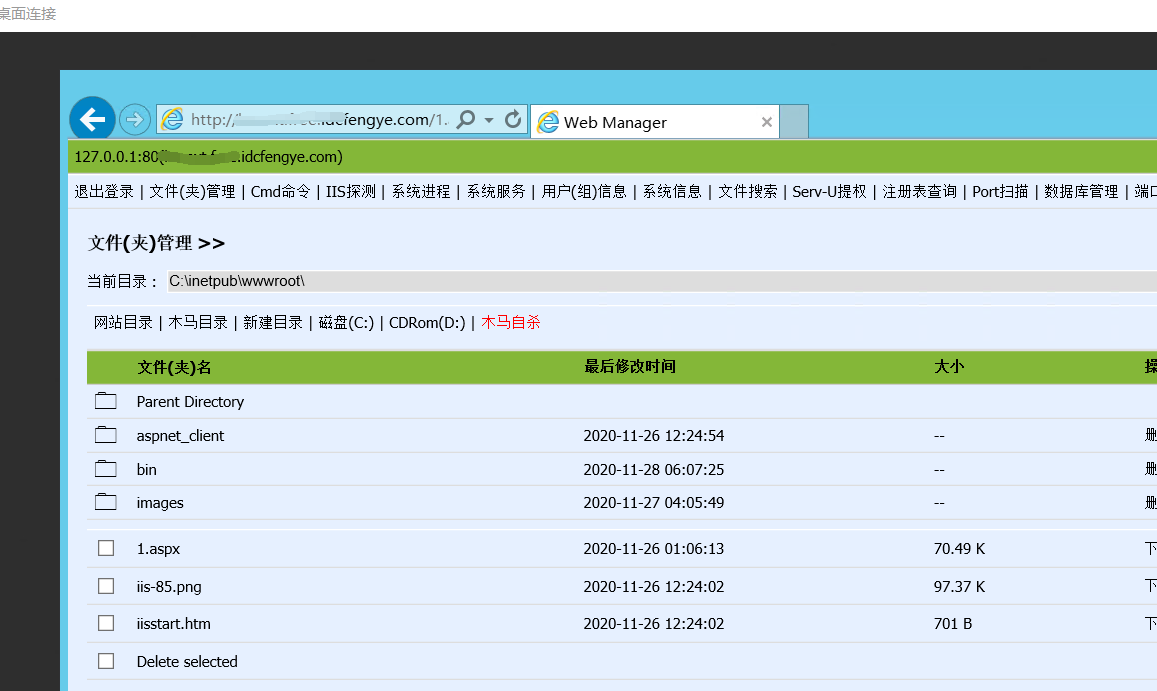 桌面连接
http:// idcfengye.com/1. Web Manager
127.0.0.1:80( .idcfengye.com)
退出登录 | 文件(夹)管理 | Cmd命令 | IIS探测 | 系统进程 | 系统服务 | 用户(组)信息 | 系统信息 | 文件搜索 | Serv-U提权 | 注册表查询 | Port扫描 | 数据库管理 | 端口
文件(夹)管理 >>
当前目录： C:\inetpub\wwwroot\
网站目录 | 木马目录 | 新建目录 | 磁盘(C:) | CDRom(D:) | 木马自杀
文件(夹)名 最后修改时间 大小 操
Parent Directory
aspnet_client 2020-11-26 12:24:54 -- 删
bin 2020-11-28 06:07:25 -- 删
images 2020-11-27 04:05:49 -- 删
1.aspx 2020-11-26 01:06:13 70.49 K 下
iis-85.png 2020-11-26 12:24:02 97.37 K 下
iisstart.htm 2020-11-26 12:24:02 701 B 下
Delete selected